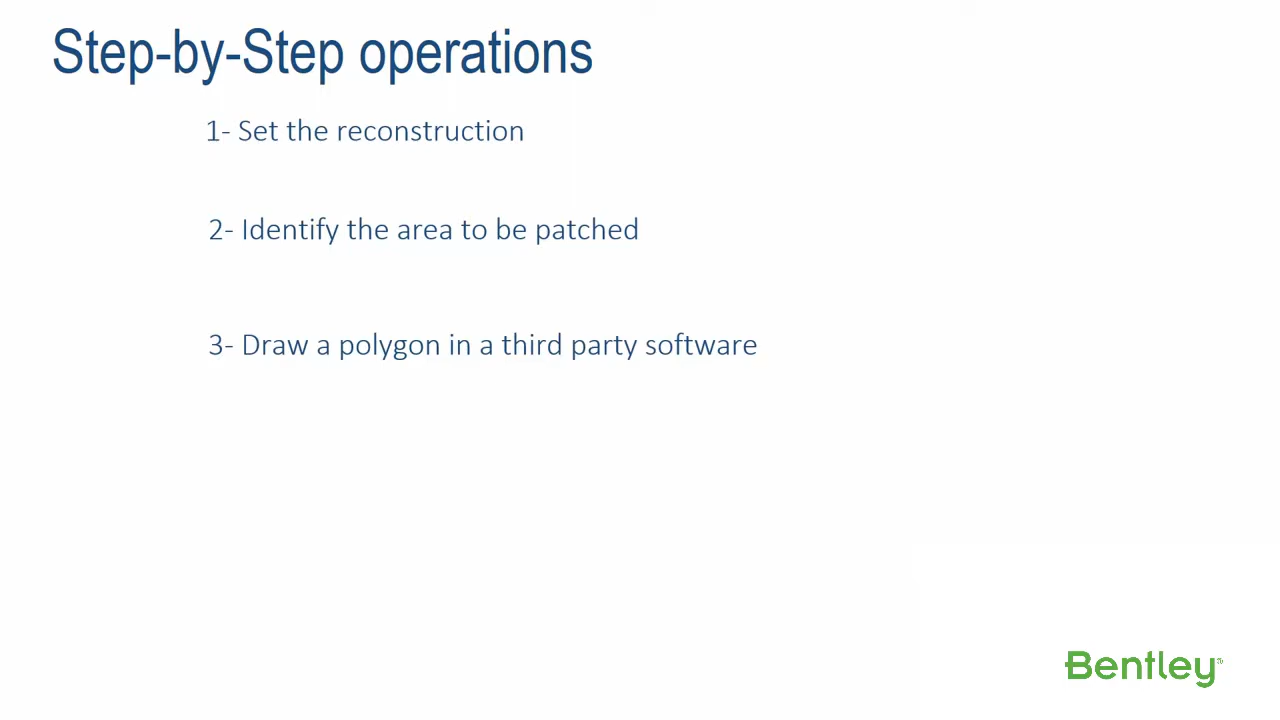 Step-by-Step operations
1- Set the reconstruction
2- Identify the area to be patched
3- Draw a polygon in a third party software
Bentley